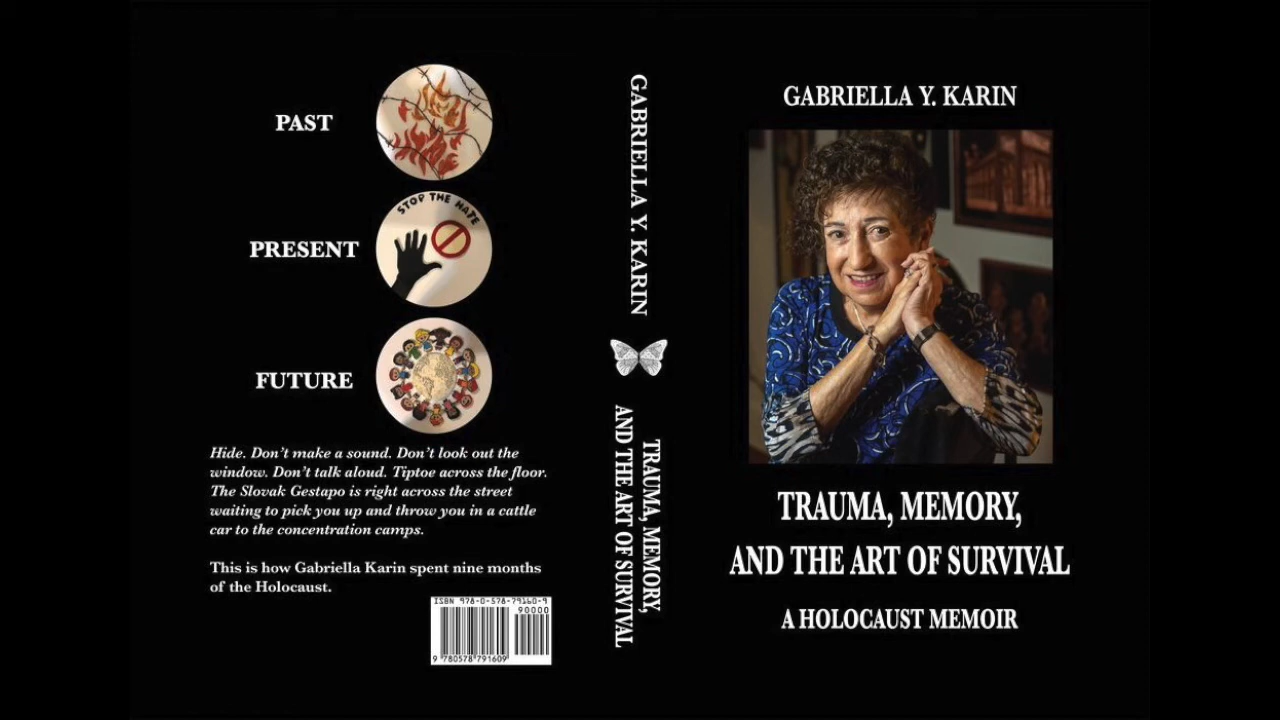 PAST
STOP THE HATE
PRESENT
FUTURE
Hide. Don't make a sound. Don't look out the
window. Don't talk aloud. Tiptoe across the floor.
The Slovak Gestapo is right across the street
waiting to pick you up and throw you in a cattle
car to the concentration camps.
This is how Gabriella Karin spent nine months
of the Holocaust.
ISBN 978-0-578-79160-9
90000
9 780578 791609
GABRIELLA Y. KARIN
TRAUMA, MEMORY,
AND THE ART OF SURVIVAL
GABRIELLA Y. KARIN
TRAUMA, MEMORY,
AND THE ART OF SURVIVAL
A HOLOCAUST MEMOIR